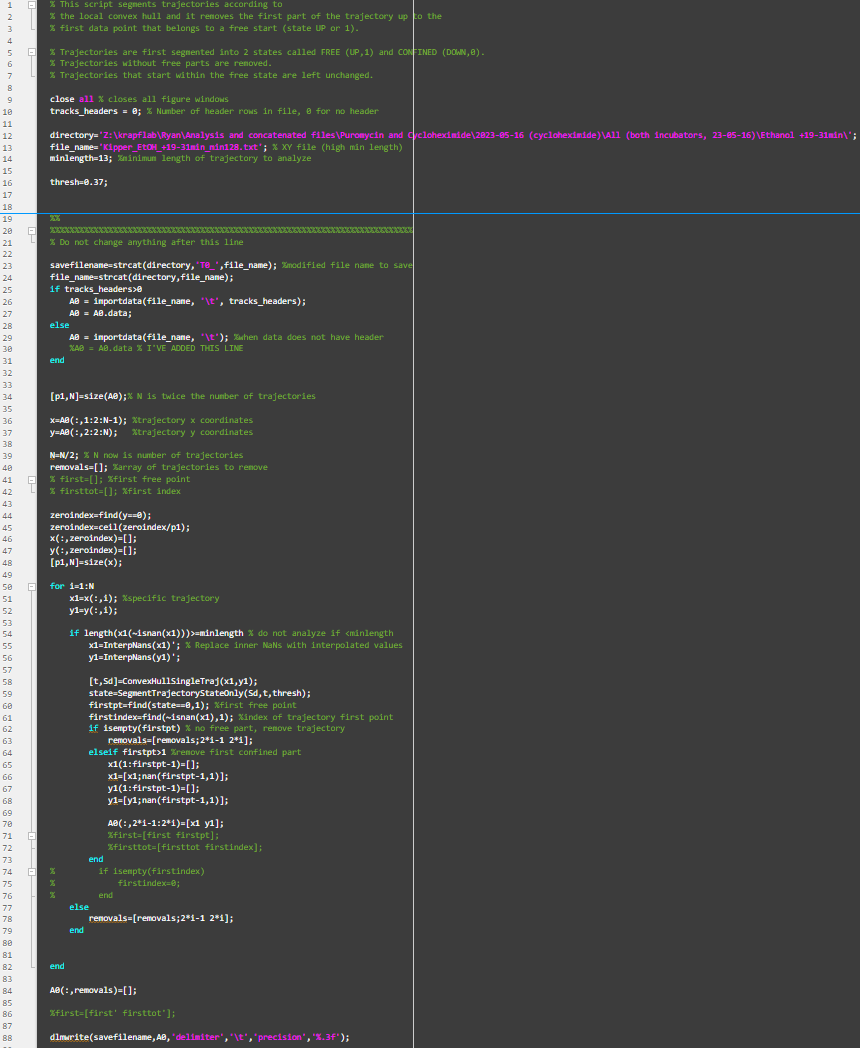 1 % This script segments trajectories according to
2 % the local convex hull and it removes the first part of the trajectory up to the
3 % first data point that belongs to a free start (state UP or 1).
4
5 % Trajectories are first segmented into 2 states called FREE (UP,1) and CONFINED (DOWN,0).
6 % Trajectories without free parts are removed.
7 % Trajectories that start within the free state are left unchanged.
8
9 close all % closes all figure windows
10 tracks_headers = 0; % Number of header rows in file, 0 for no header
11
12 directory='Z:\krapflab\Ryan\Analysis and concatenated files\Puromycin and Cycloheximide\2023-05-16 (cycloheximide)\All (both incubators, 23-05-16)\Ethanol +19-31min\';
13 file_name='Kipper_EtOH_+19-31min_min128.txt'; % XY file (high min length)
14 minlength=13; %minimum length of trajectory to analyze
15
16 thresh=0.37;
17
18
19 %%
20 %%%%%%%%%%%%%%%%%%%%%%%%%%%%%%%%%%%%%%%%%%%%%%%%%%%%%%%%%%%%%%%%%%%%%%%%%%%
21 % Do not change anything after this line
22
23 savefilename=strcat(directory,'T0_',file_name); %modified file name to save
24 file_name=strcat(directory,file_name);
25 if tracks_headers>0
26 A0 = importdata(file_name, '\t', tracks_headers);
27 A0 = A0.data;
28 else
29 A0 = importdata(file_name, '\t'); %when data does not have header
30 %A0 = A0.data % I'VE ADDED THIS LINE
31 end
32
33
34 [p1,N]=size(A0);% N is twice the number of trajectories
35
36 x=A0(:,1:2:N-1); %trajectory x coordinates
37 y=A0(:,2:2:N); %trajectory y coordinates
38
39 N=N/2; % N now is number of trajectories
40 removals=[]; %array of trajectories to remove
41 % first=[]; %first free point
42 % firsttot=[]; %first index
43
44 zeroindex=find(y==0);
45 zeroindex=ceil(zeroindex/p1);
46 x(:,zeroindex)=[];
47 y(:,zeroindex)=[];
48 [p1,N]=size(x);
49
50 for i=1:N
51 x1=x(:,i); %specific trajectory
52 y1=y(:,i);
53
54 if length(x1(~isnan(x1)))>=minlength % do not analyze if <minlength
55 x1=InterpNans(x1)'; % Replace inner NaNs with interpolated values
56 y1=InterpNans(y1)';
57
58 [t,Sd]=ConvexHullSingleTraj(x1,y1);
59 state=SegmentTrajectoryStateOnly(Sd,t,thresh);
60 firstpt=find(state==0,1); %first free point
61 firstindex=find(~isnan(x1),1); %index of trajectory first point
62 if isempty(firstpt) % no free part, remove trajectory
63 removals=[removals;2*i-1 2*i];
64 elseif firstpt>1 %remove first confined part
65 x1(1:firstpt-1)=[];
66 x1=[x1;nan(firstpt-1,1)];
67 y1(1:firstpt-1)=[];
68 y1=[y1;nan(firstpt-1,1)];
69
70 A0(:,2*i-1:2*i)=[x1 y1];
71 %first=[first firstpt];
72 %firsttot=[firsttot firstindex];
73 end
74 % if isempty(firstindex)
75 % firstindex=0;
76 % end
77 else
78 removals=[removals;2*i-1 2*i];
79 end
80
81
82 end
83
84 A0(:,removals)=[];
85
86 %first=[first' firsttot'];
87
88 dlmwrite(savefilename,A0,'delimiter','\t','precision','%.3f');